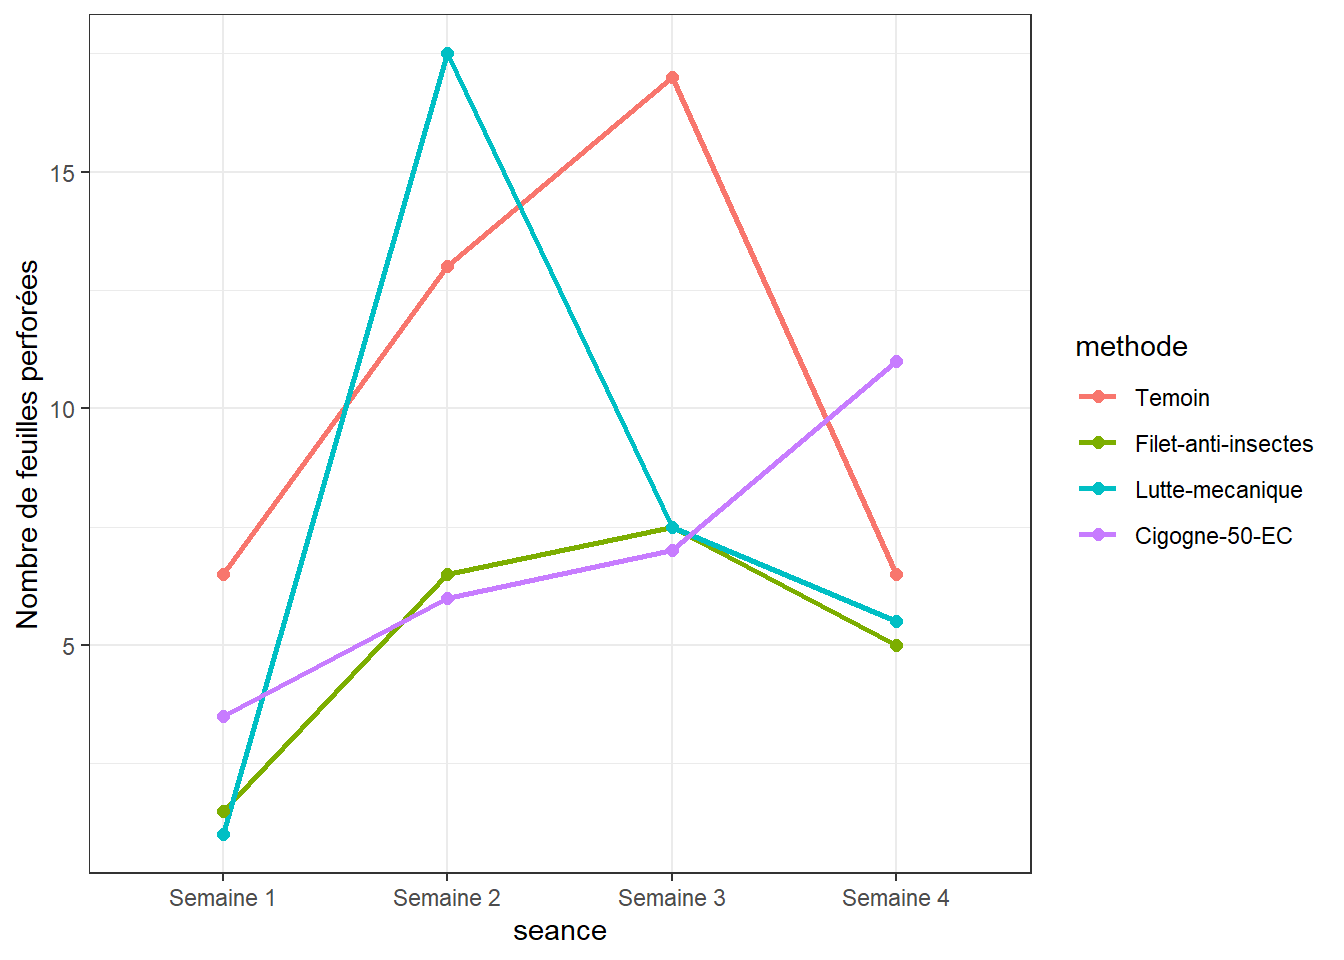 Nombre de feuilles perforées
15
10
5
Semaine 1
Semaine 2
Semaine 3
Semaine 4
seance
methode
Temoin
Filet-anti-insectes
Lutte-mecanique
Cigogne-50-EC